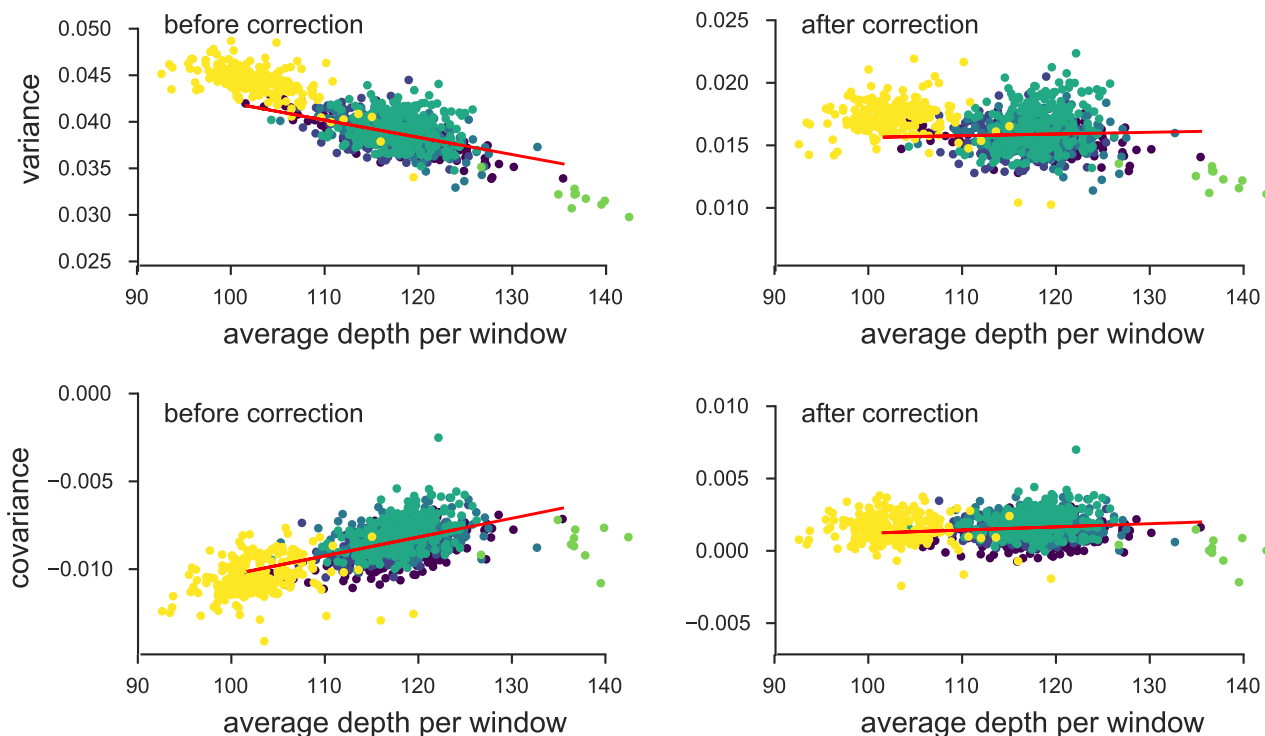 before correction
variance
0.050
0.045
0.040
0.035
0.030
0.025
90 100 110 120 130 140
average depth per window
after correction
0.025
0.020
0.015
0.010
90 100 110 120 130 140
average depth per window
before correction
covariance
0.000
−0.005
−0.010
90 100 110 120 130 140
average depth per window
after correction
0.010
0.005
0.000
−0.005
90 100 110 120 130 140
average depth per window